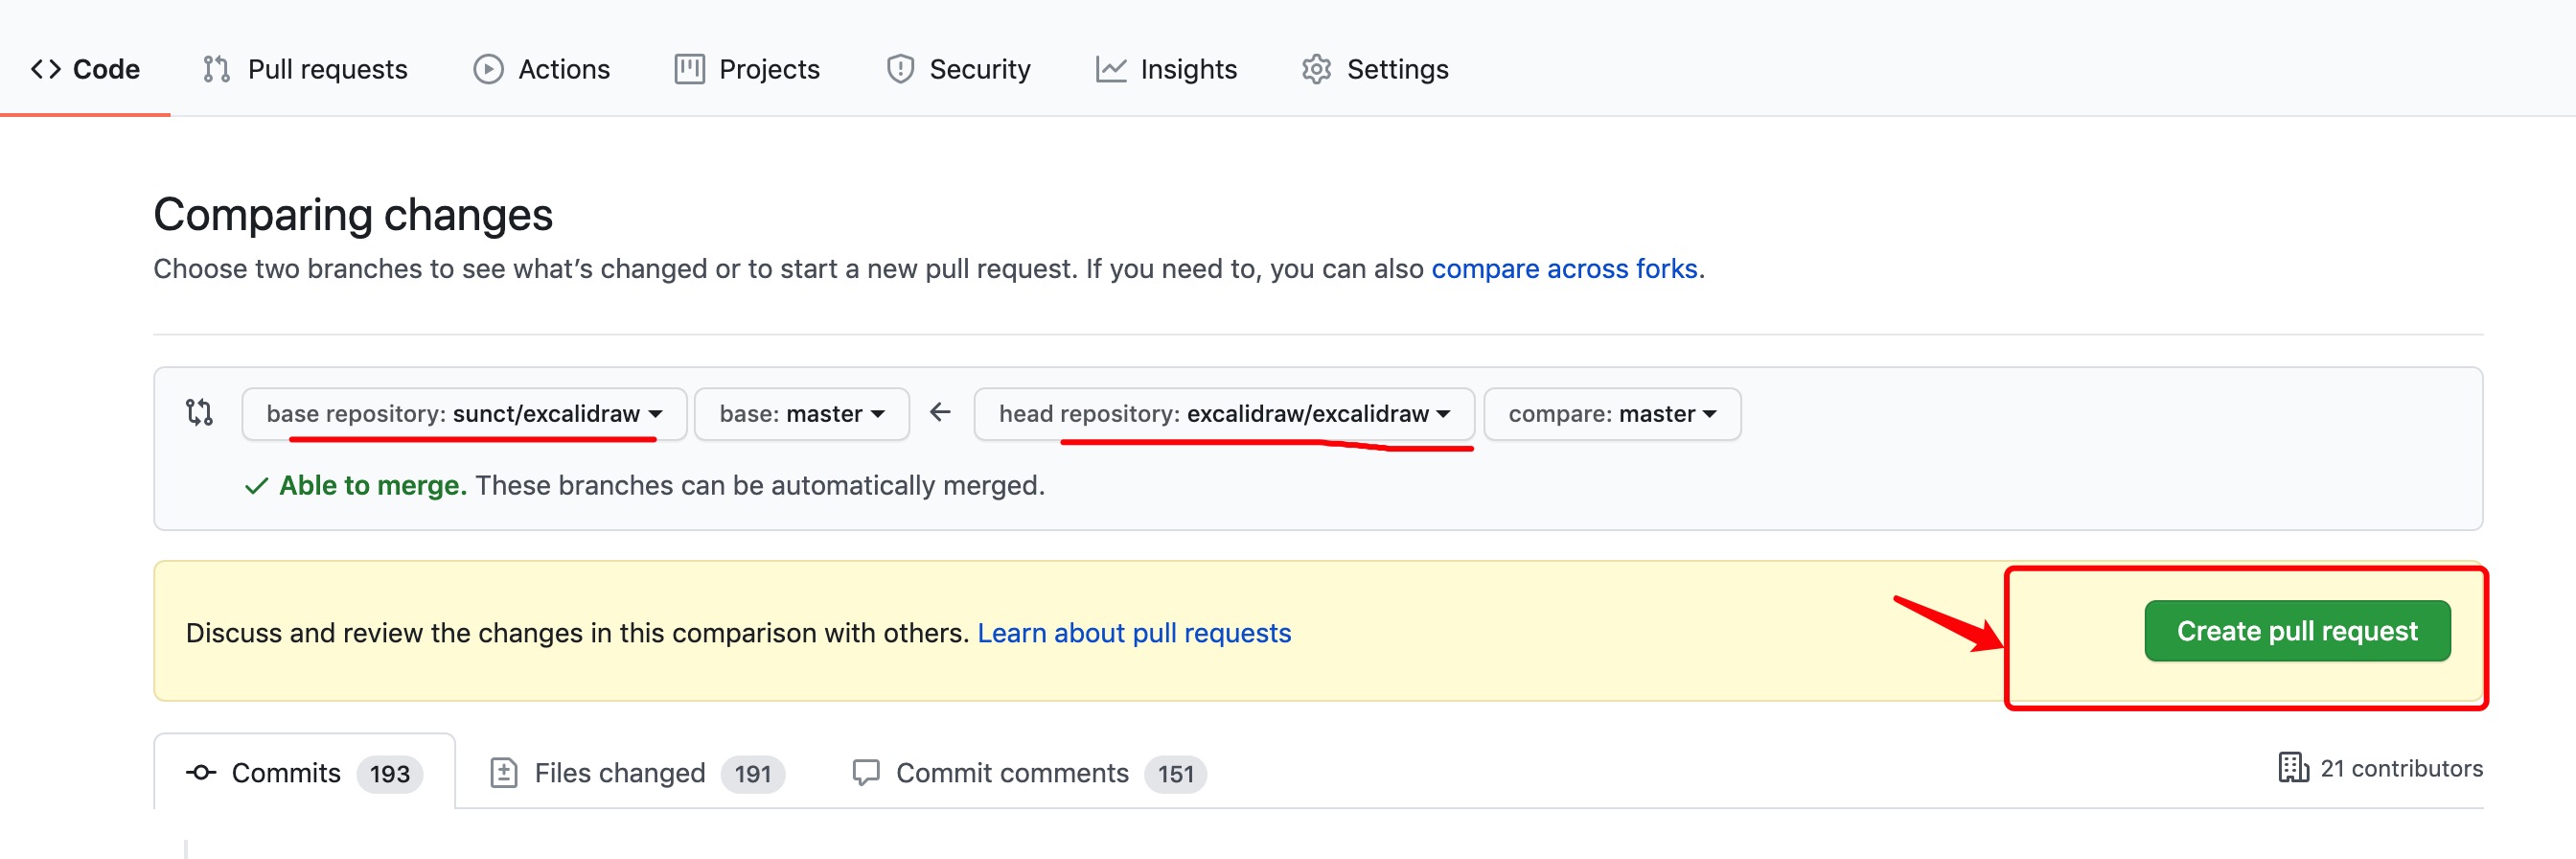 Code Pull requests Actions Projects Security Insights Settings
Comparing changes
Choose two branches to see what’s changed or to start a new pull request. If you need to, you can also compare across forks.
base repository: sunct/excalidraw base: master head repository: excalidraw/excalidraw compare: master
Able to merge. These branches can be automatically merged.
Discuss and review the changes in this comparison with others. Learn about pull requests Create pull request
Commits 193 Files changed 191 Commit comments 151 21 contributors